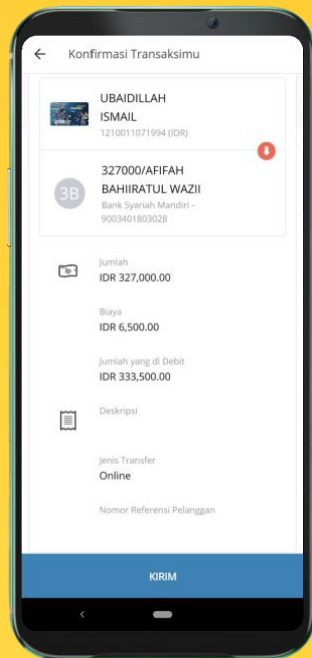 Konfirmasi Transaksimu
UBAIDILLAH
ISMAIL
1210011071994 (IDR)
3B
327000/AFIFAH
BAHIIRATUL WAZII
Bank Syariah Mandiri -
9003401803028
Jumlah
IDR 327,000.00
Biaya
IDR 6,500.00
Jumlah yang di Debit
IDR 333,500.00
Deskripsi
Jenis Transfer
Online
Nomor Referensi Pelanggan
KIRIM